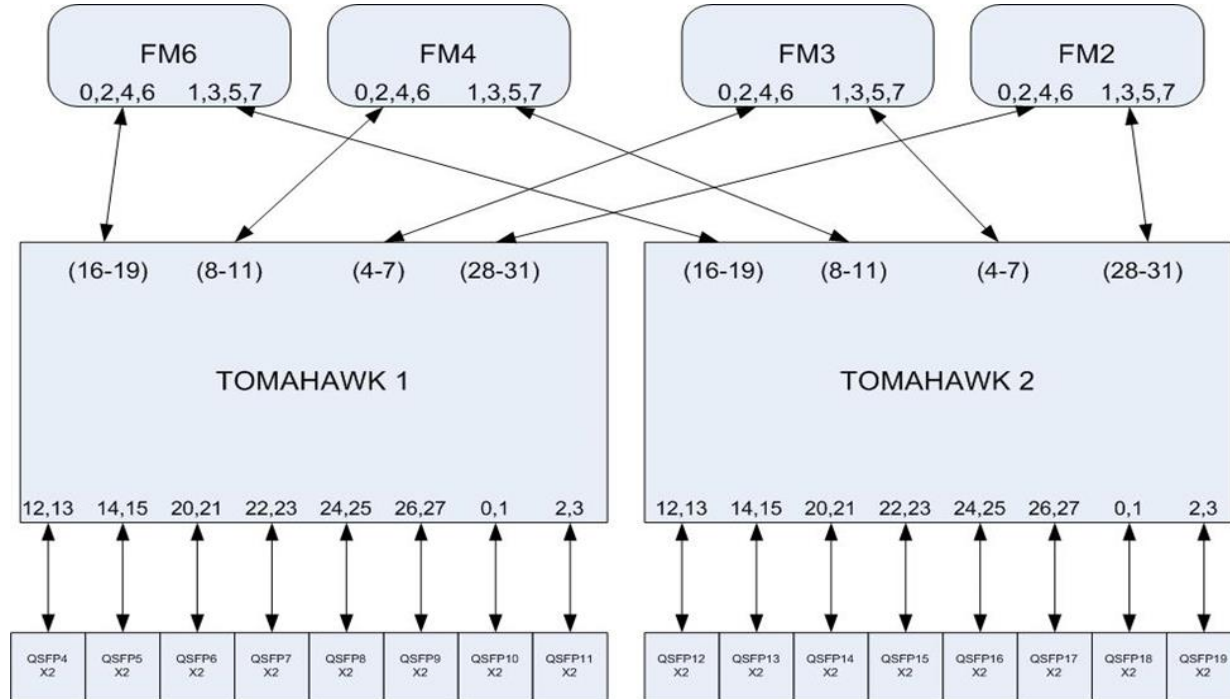 FM6 FM4 FM3 FM2
0,2,4,6 1,3,5,7 0,2,4,6 1,3,5,7 0,2,4,6 1,3,5,7 0,2,4,6 1,3,5,7
(16-19) (8-11) (4-7) (28-31) (16-19) (8-11) (4-7) (28-31)
TOMAHAWK 1 TOMAHAWK 2
12,13 14,15 20,21 22,23 24,25 26,27 0,1 2,3 12,13 14,15 20,21 22,23 24,25 26,27 0,1 2,3
QSFP4 QSFP5 QSFP6 QSFP7 QSFP8 QSFP9 QSFP10 QSFP11 QSFP12 QSFP13 QSFP14 QSFP15 QSFP16 QSFP17 QSFP18 QSFP19
X2 X2 X2 X2 X2 X2 X2 X2 X2 X2 X2 X2 X2 X2 X2 X2